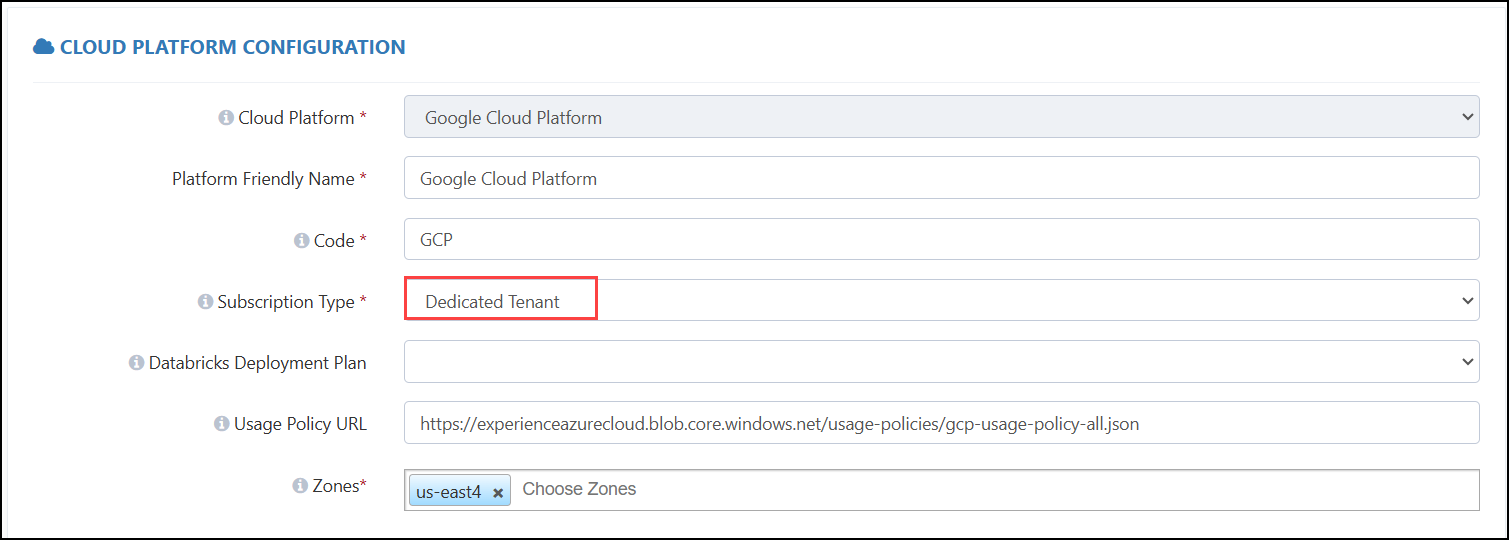 CLOUD PLATFORM CONFIGURATION
Cloud Platform * Google Cloud Platform
Platform Friendly Name * Google Cloud Platform
Code * GCP
Subscription Type * Dedicated Tenant
Databricks Deployment Plan
Usage Policy URL https://experienceazurecloud.blob.core.windows.net/usage-policies/gcp-usage-policy-all.json
Zones* us-east4 × Choose Zones